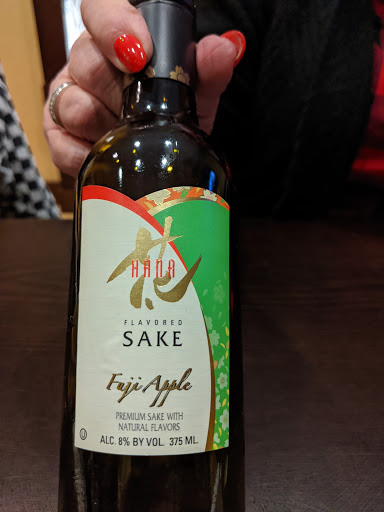 花
HANA
FLAVORED
SAKE
Fuji Apple
PREMIUM SAKE WITH
NATURAL FLAVORS
ALC. 8% BY VOL. 375 ML.